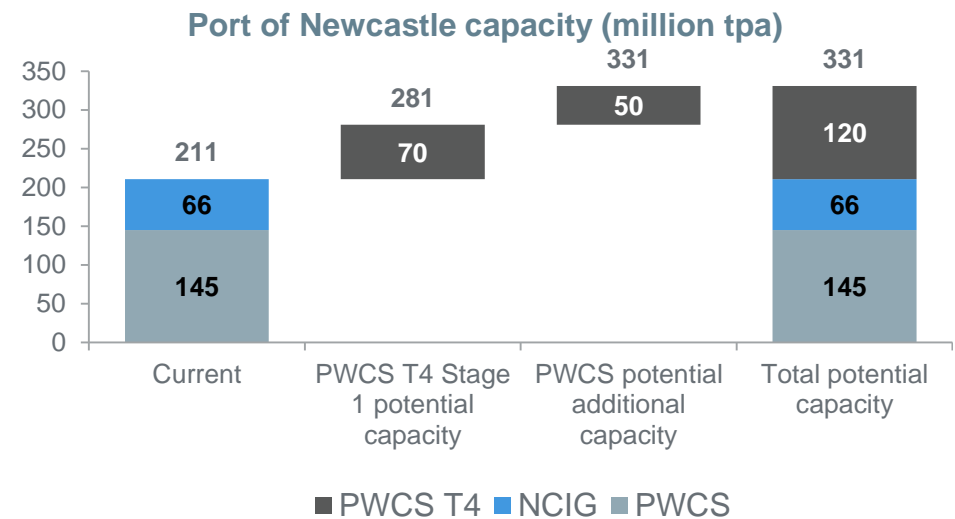 Port of Newcastle capacity (million tpa)
350
300
250
200
150
100
50
0
211
66
145
281
70
331
50
331
120
66
145
Current
PWCS T4 Stage
1 potential
capacity
PWCS potential
additional
capacity
Total potential
capacity
PWCS T4 NCIG PWCS